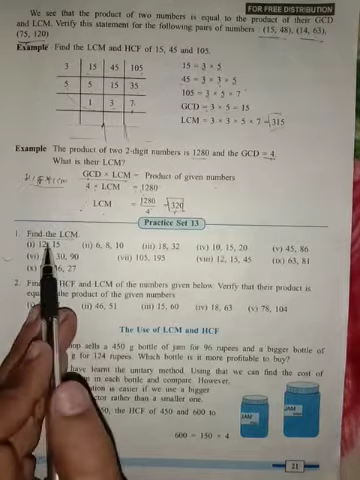 FOR FREE DISTRIBUTION
We see that the product of two numbers is equal to the product of their GCD
and LCM. Verify this statement for the following pairs of numbers : (15, 48), (14, 63),
(75, 120)
Example Find the LCM and HCF of 15, 45 and 105.
3 15 45 105
5 5 15 35
1 3 7
15 = 3 × 5
45 = 3 × 3 × 5
105 = 3 × 5 × 7
GCD = 3 × 5 = 15
LCM = 3 × 3 × 5 × 7 = 315
Example The product of two 2-digit numbers is 1280 and the GCD = 4.
What is their LCM?
GCD × LCM = Product of given numbers
4 × LCM = 1280
∴ LCM = 1280/4 = 320
Practice Set 13
1. Find the LCM.
(i) 12, 15 (ii) 6, 8, 10 (iii) 18, 32 (iv) 10, 15, 20 (v) 45, 86
(vi) 30, 90 (vii) 105, 195 (viii) 12, 15, 45 (ix) 63, 81
(x) 27
2. Find HCF and LCM of the numbers given below. Verify that their product is
equal the product of the given numbers
(ii) 46, 51 (iii) 15, 60 (iv) 18, 63 (v) 78, 104
The Use of LCM and HCF
sells a 450 g bottle of jam for 96 rupees and a bigger bottle of
g for 124 rupees. Which bottle is it more profitable to buy?
have learnt the unitary method. Using that we can find the cost of
in each bottle and compare. However,
is easier if we use a bigger
rather than a smaller one.
the HCF of 450 and 600 to
600 = 150 × 4
JAM
JAM
21